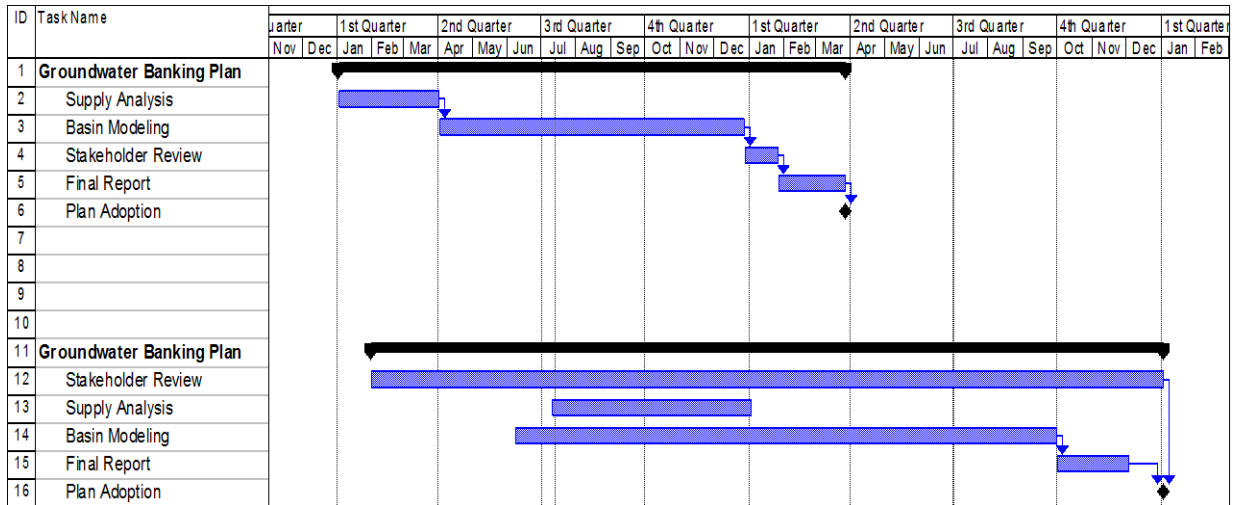 ID Task Name uarter 1st Quarter 2nd Quarter 3rd Quarter 4th Quarter 1st Quarter 2nd Quarter 3rd Quarter 4th Quarter 1st Quarter
Nov Dec Jan Feb Mar Apr May Jun Jul Aug Sep Oct Nov Dec Jan Feb Mar Apr May Jun Jul Aug Sep Oct Nov Dec Jan Feb
1 Groundwater Banking Plan
2 Supply Analysis
3 Basin Modeling
4 Stakeholder Review
5 Final Report
6 Plan Adoption
7
8
9
10
11 Groundwater Banking Plan
12 Stakeholder Review
13 Supply Analysis
14 Basin Modeling
15 Final Report
16 Plan Adoption